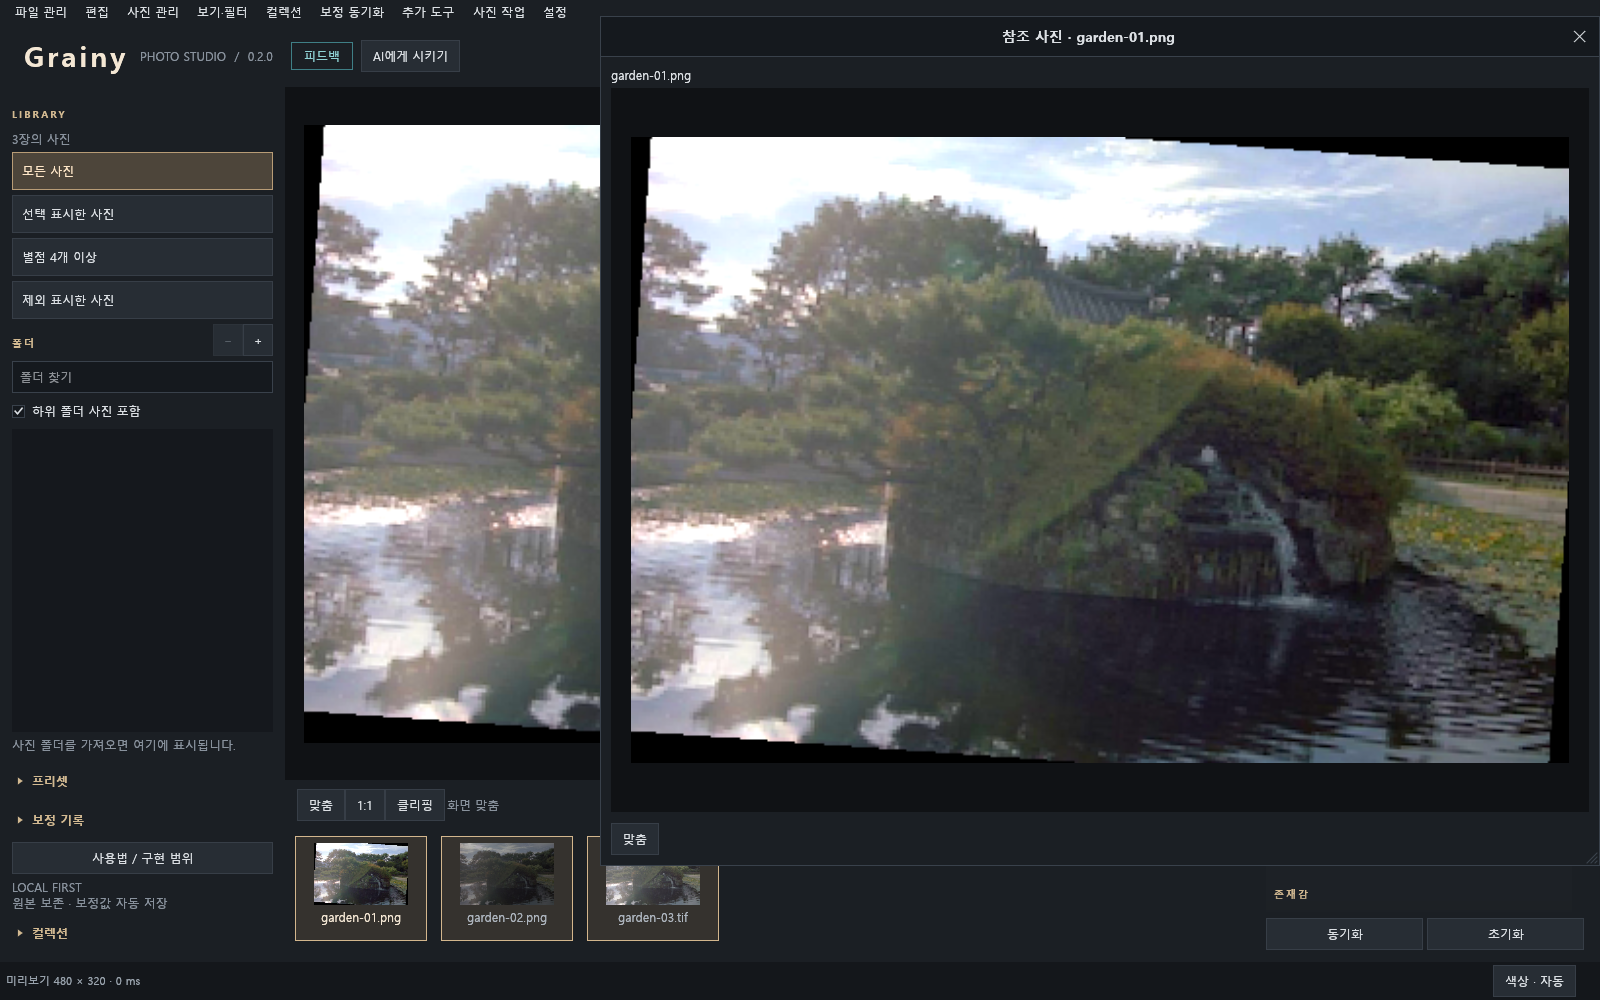 파일 관리 편집 사진 관리 보기·필터 컬렉션 보정 동기화 추가 도구 사진 작업 설정
Grainy PHOTO STUDIO / 0.2.0 피드백 AI에게 시키기
참조 사진 · garden-01.png
garden-01.png
LIBRARY
3장의 사진
모든 사진
선택 표시한 사진
별점 4개 이상
제외 표시한 사진
폴더 − +
폴더 찾기
하위 폴더 사진 포함
사진 폴더를 가져오면 여기에 표시됩니다.
프리셋
보정 기록
사용법 / 구현 범위
LOCAL FIRST
원본 보존 · 보정값 자동 저장
컬렉션
맞춤 1:1 클리핑 화면 맞춤
맞춤
garden-01.png garden-02.png garden-03.tif
존재감
동기화 초기화
미리보기 480 × 320 · 0 ms
색상 · 자동